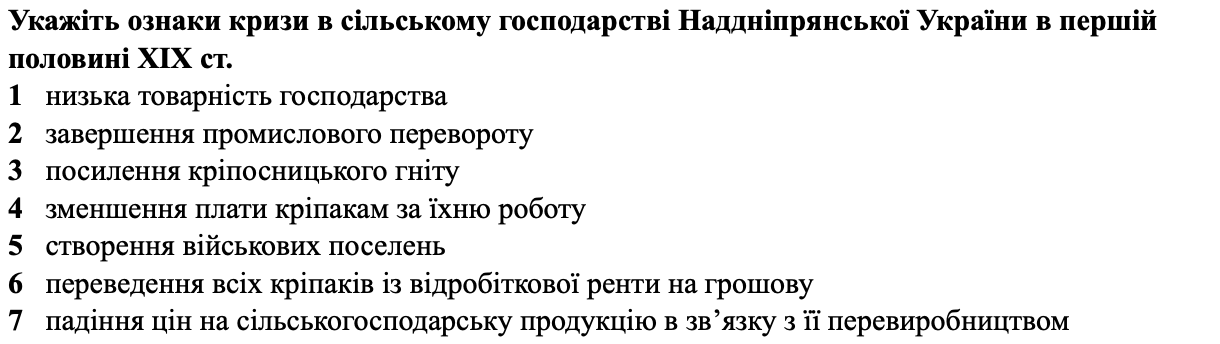 Укажіть ознаки кризи в сільському господарстві Наддніпрянської України в першій
половині XIX ст.
1 низька товарність господарства
2 завершення промислового перевороту
3 посилення кріпосницького гніту
4 зменшення плати кріпакам за їхню роботу
5 створення військових поселень
6 переведення всіх кріпаків із відробіткової ренти на грошову
7 падіння цін на сільськогосподарську продукцію в зв’язку з її перевиробництвом